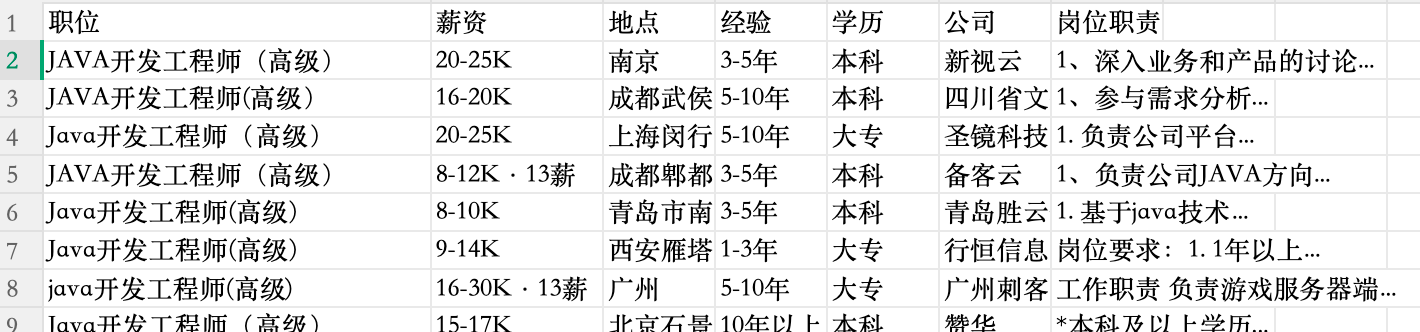 1 职位 薪资 地点 经验 学历 公司 岗位职责
2 JAVA开发工程师（高级） 20-25K 南京 3-5年 本科 新视云 1、深入业务和产品的讨论...
3 JAVA开发工程师(高级） 16-20K 成都武侯 5-10年 本科 四川省文 1、参与需求分析...
4 Java开发工程师（高级） 20-25K 上海闵行 5-10年 大专 圣镜科技 1. 负责公司平台...
5 JAVA开发工程师（高级） 8-12K · 13薪 成都郫都 3-5年 本科 备客云 1、负责公司JAVA方向...
6 Java开发工程师(高级) 8-10K 青岛市南 3-5年 本科 青岛胜云 1. 基于java技术...
7 Java开发工程师(高级) 9-14K 西安雁塔 1-3年 大专 行恒信息 岗位要求：1. 1年以上...
8 java开发工程师(高级) 16-30K · 13薪 广州 5-10年 大专 广州刺客 工作职责 负责游戏服务器端...
9 Java开发工程师（高级） 15-17K 北京石景 10年以上 本科 赞华 *本科及以上学历...